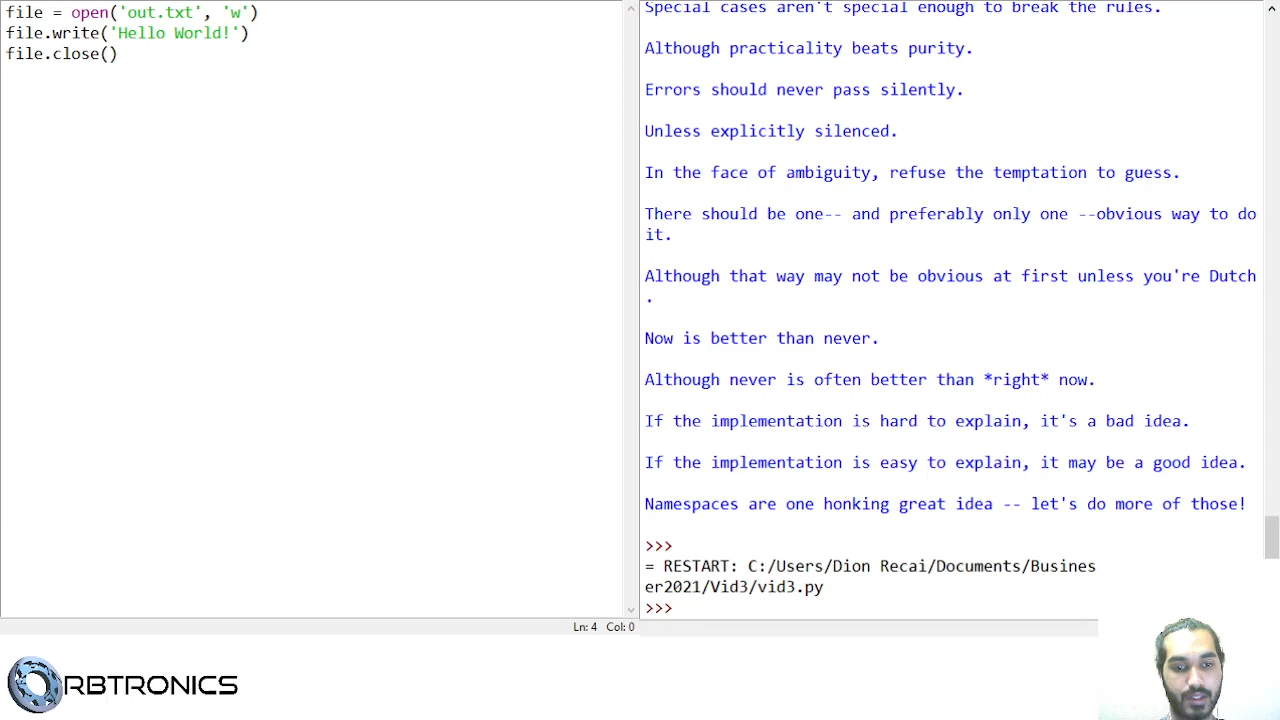 file = open('out.txt', 'w')
file.write('Hello World!')
file.close()
Special cases aren't special enough to break the rules.
Although practicality beats purity.
Errors should never pass silently.
Unless explicitly silenced.
In the face of ambiguity, refuse the temptation to guess.
There should be one-- and preferably only one --obvious way to do
it.
Although that way may not be obvious at first unless you're Dutch
.
Now is better than never.
Although never is often better than *right* now.
If the implementation is hard to explain, it's a bad idea.
If the implementation is easy to explain, it may be a good idea.
Namespaces are one honking great idea -- let's do more of those!
>>>
= RESTART: C:/Users/Dion Recai/Documents/Busines
er2021/Vid3/vid3.py
>>>
Ln: 4 Col: 0
ORBTRONICS